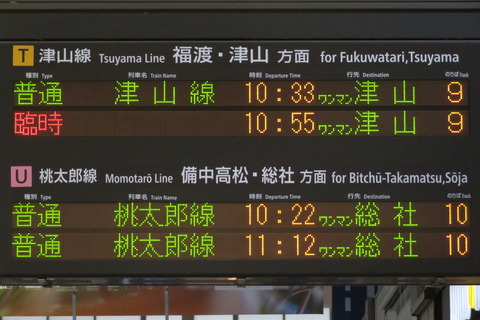 T 津山線 Tsuyama Line 福渡・津山 方面 for Fukuwatari,Tsuyama
種別 Type 列車名 Train Name 時刻 Departure Time 行先 Destination のりば Track
普通 津山線 10:33 ワンマン 津山 9
臨時 10:55 ワンマン 津山 9
U 桃太郎線 Momotarō Line 備中高松・総社 方面 for Bitchū-Takamatsu,Sōja
種別 Type 列車名 Train Name 時刻 Departure Time 行先 Destination のりば Track
普通 桃太郎線 10:22 ワンマン 総社 10
普通 桃太郎線 11:12 ワンマン 総社 10